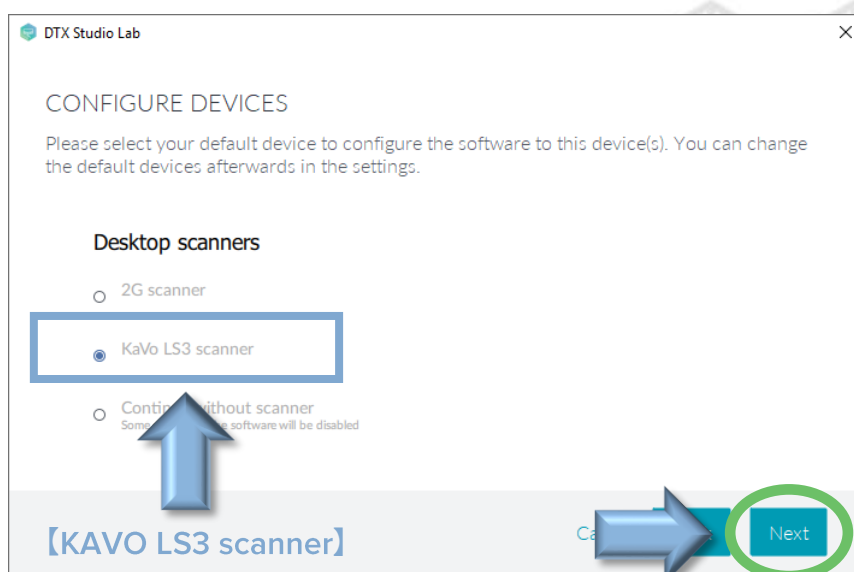 DTX Studio Lab
CONFIGURE DEVICES
Please select your default device to configure the software to this device(s). You can change
the default devices afterwards in the settings.
Desktop scanners
2G scanner
KaVo LS3 scanner
without scanner
software will be disabled
【KAVO LS3 scanner】
Next